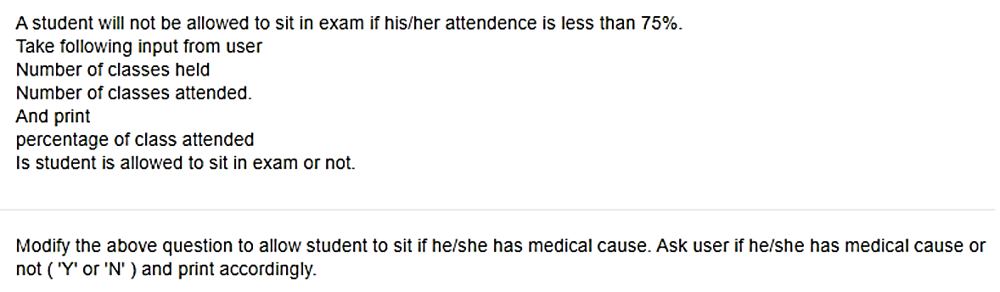 A student will not be allowed to sit in exam if his/her attendence is less than 75%.
Take following input from user
Number of classes held
Number of classes attended.
And print
percentage of class attended
Is student is allowed to sit in exam or not.
Modify the above question to allow student to sit if he/she has medical cause. Ask user if he/she has medical cause or
not ( 'Y' or 'N' ) and print accordingly.